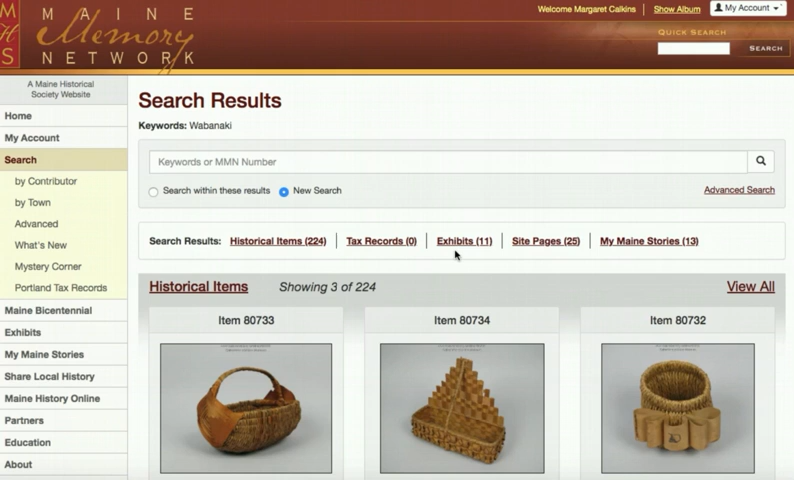 M H S
MAINE
Memory
NETWORK
Welcome Margaret Calkins | Show Album
My Account
QUICK SEARCH
SEARCH
A Maine Historical
Society Website
Home
My Account
Search
by Contributor
by Town
Advanced
What's New
Mystery Corner
Portland Tax Records
Maine Bicentennial
Exhibits
My Maine Stories
Share Local History
Maine History Online
Partners
Education
About
Search Results
Keywords: Wabanaki
Keywords or MMN Number
Search within these results New Search
Advanced Search
Search Results: Historical Items (224) | Tax Records (0) | Exhibits (11) | Site Pages (25) | My Maine Stories (13)
Historical Items Showing 3 of 224 View All
Item 80733 Item 80734 Item 80732